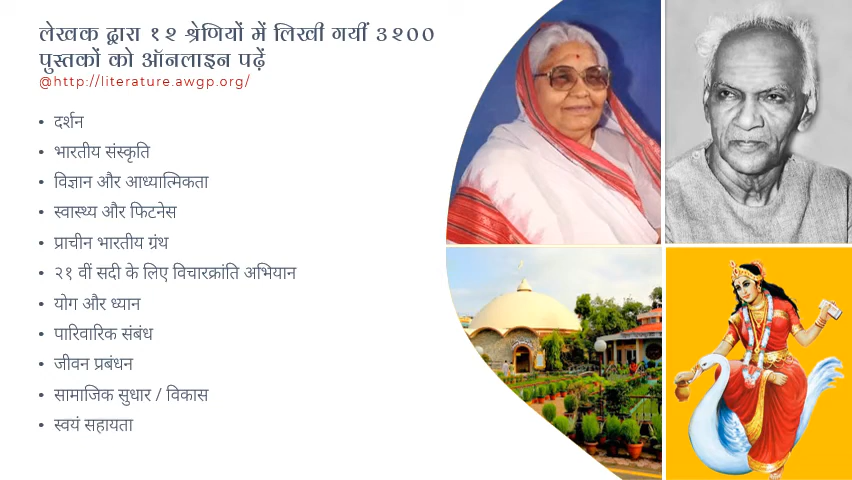 लेखक द्वारा १२ श्रेणियों में लिखी गयीं ३२००
पुस्तकों को ऑनलाइन पढ़ें
@http://literature.awgp.org/
• दर्शन
• भारतीय संस्कृति
• विज्ञान और आध्यात्मिकता
• स्वास्थ्य और फिटनेस
• प्राचीन भारतीय ग्रंथ
• २१ वीं सदी के लिए विचारक्रांति अभियान
• योग और ध्यान
• पारिवारिक संबंध
• जीवन प्रबंधन
• सामाजिक सुधार / विकास
• स्वयं सहायता